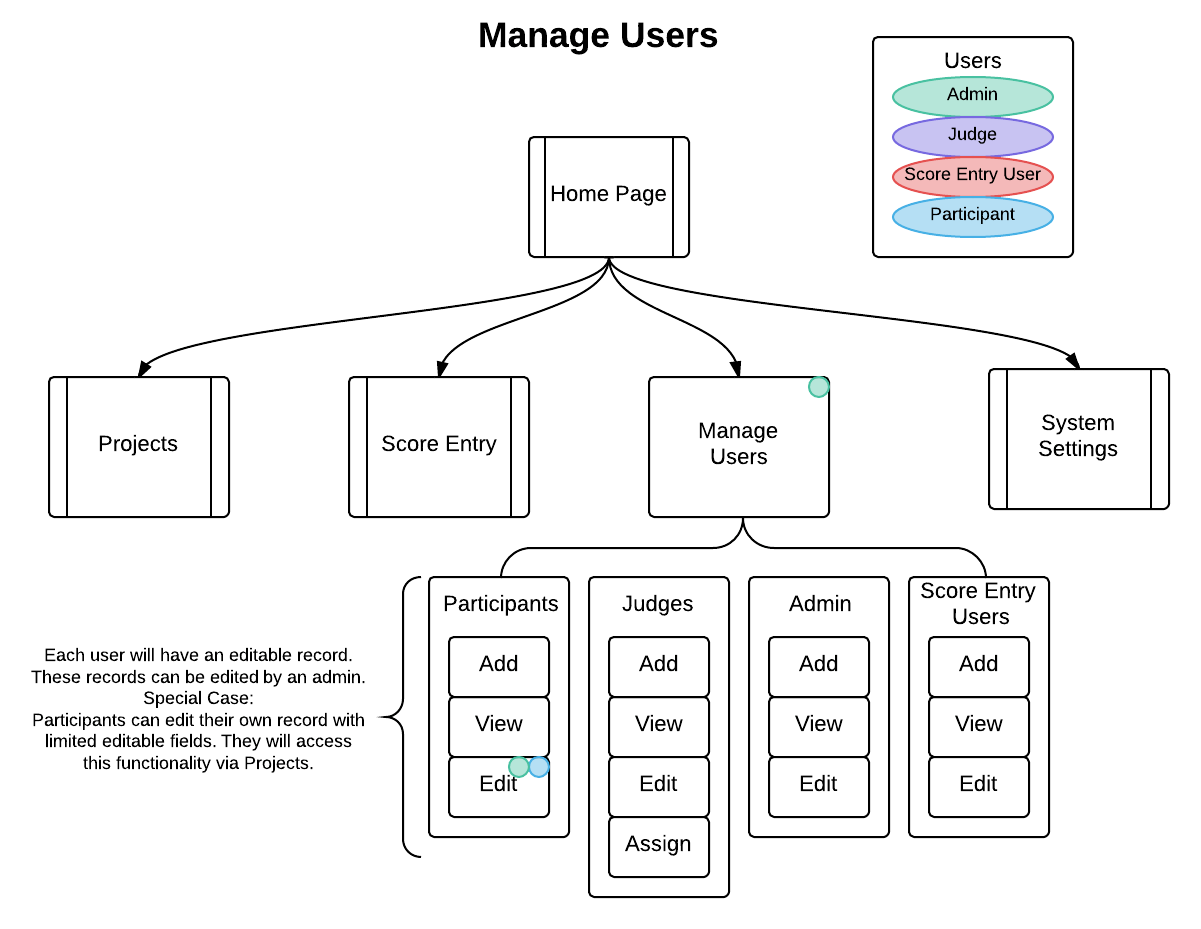 Manage Users
Users
Admin
Judge
Score Entry User
Participant
Home Page
Projects
Score Entry
Manage
Users
System
Settings
Each user will have an editable record.
These records can be edited by an admin.
Special Case:
Participants can edit their own record with
limited editable fields. They will access
this functionality via Projects.
Participants
Add
View
Edit
Judges
Add
View
Edit
Assign
Admin
Add
View
Edit
Score Entry
Users
Add
View
Edit